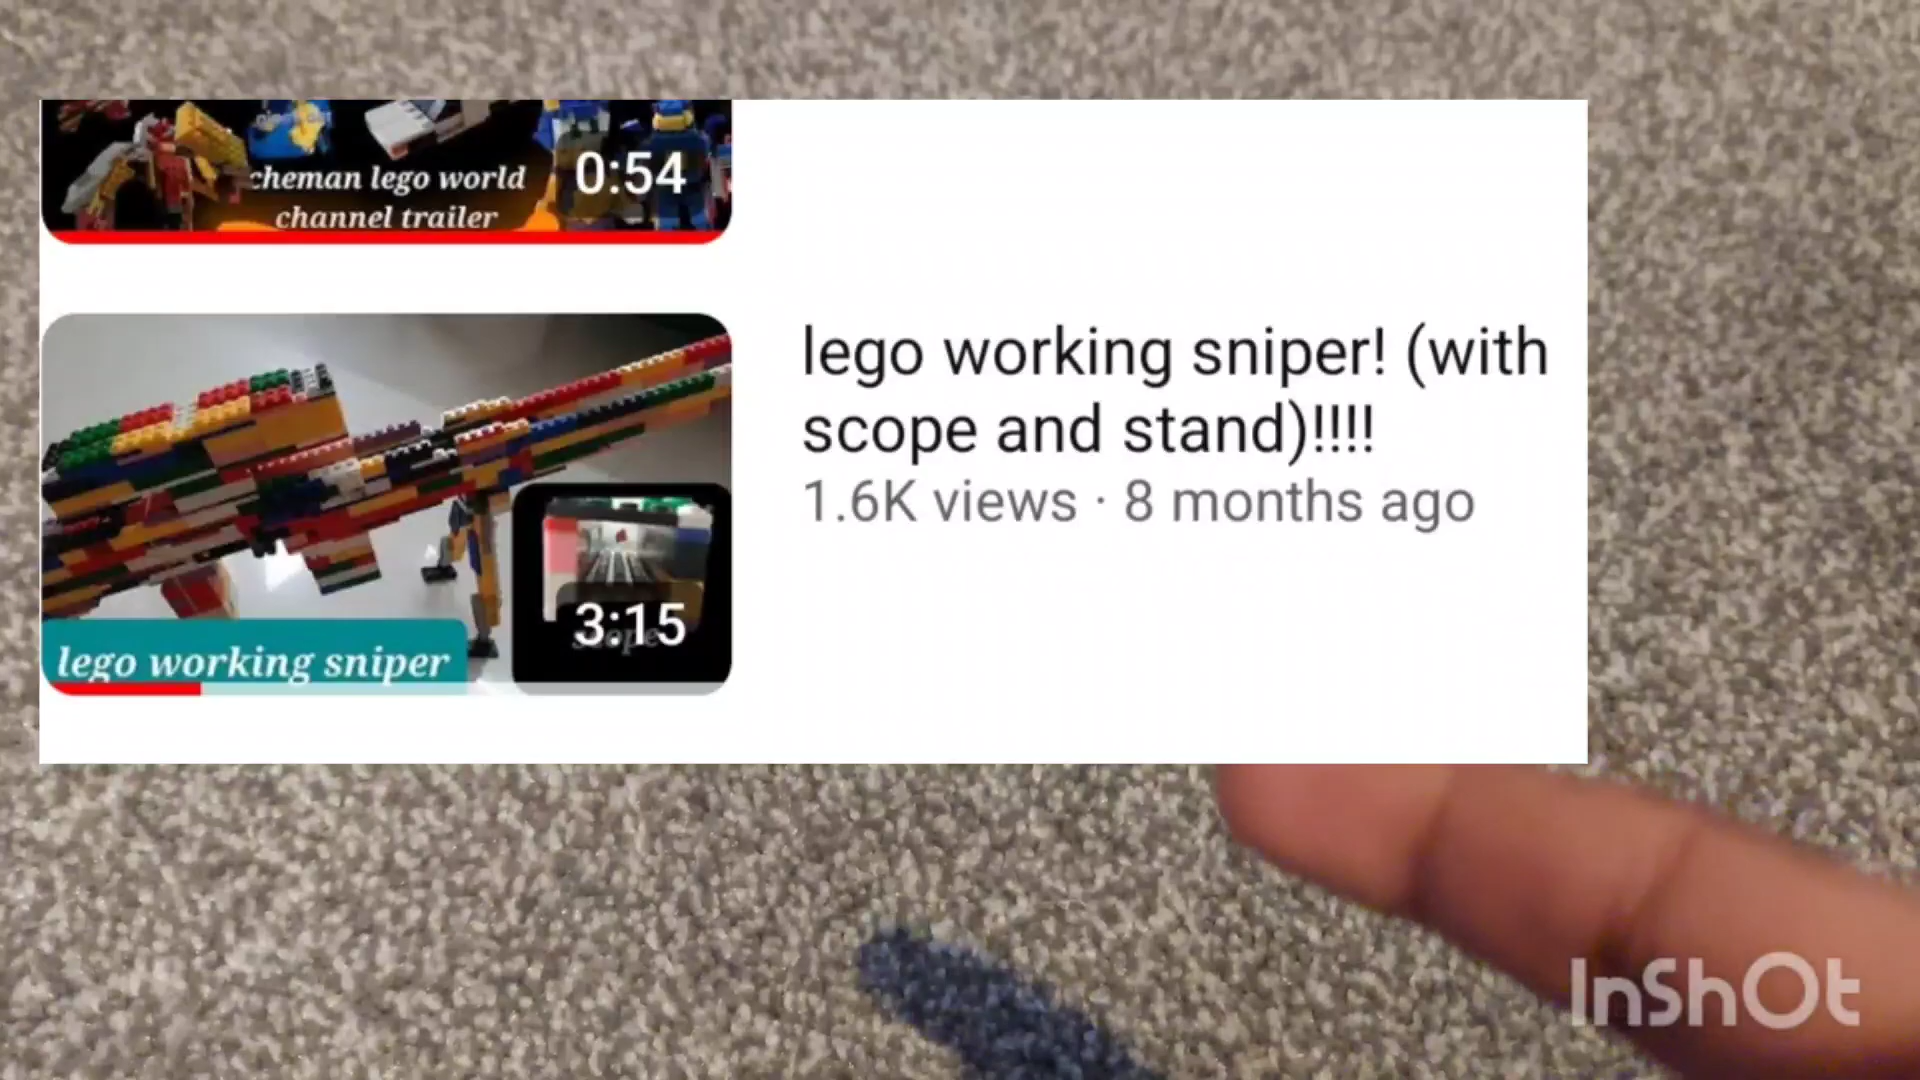 cheman lego world
channel trailer
0:54
lego working sniper! (with
scope and stand)!!!!
1.6K views · 8 months ago
scope
3:15
lego working sniper
InShOt